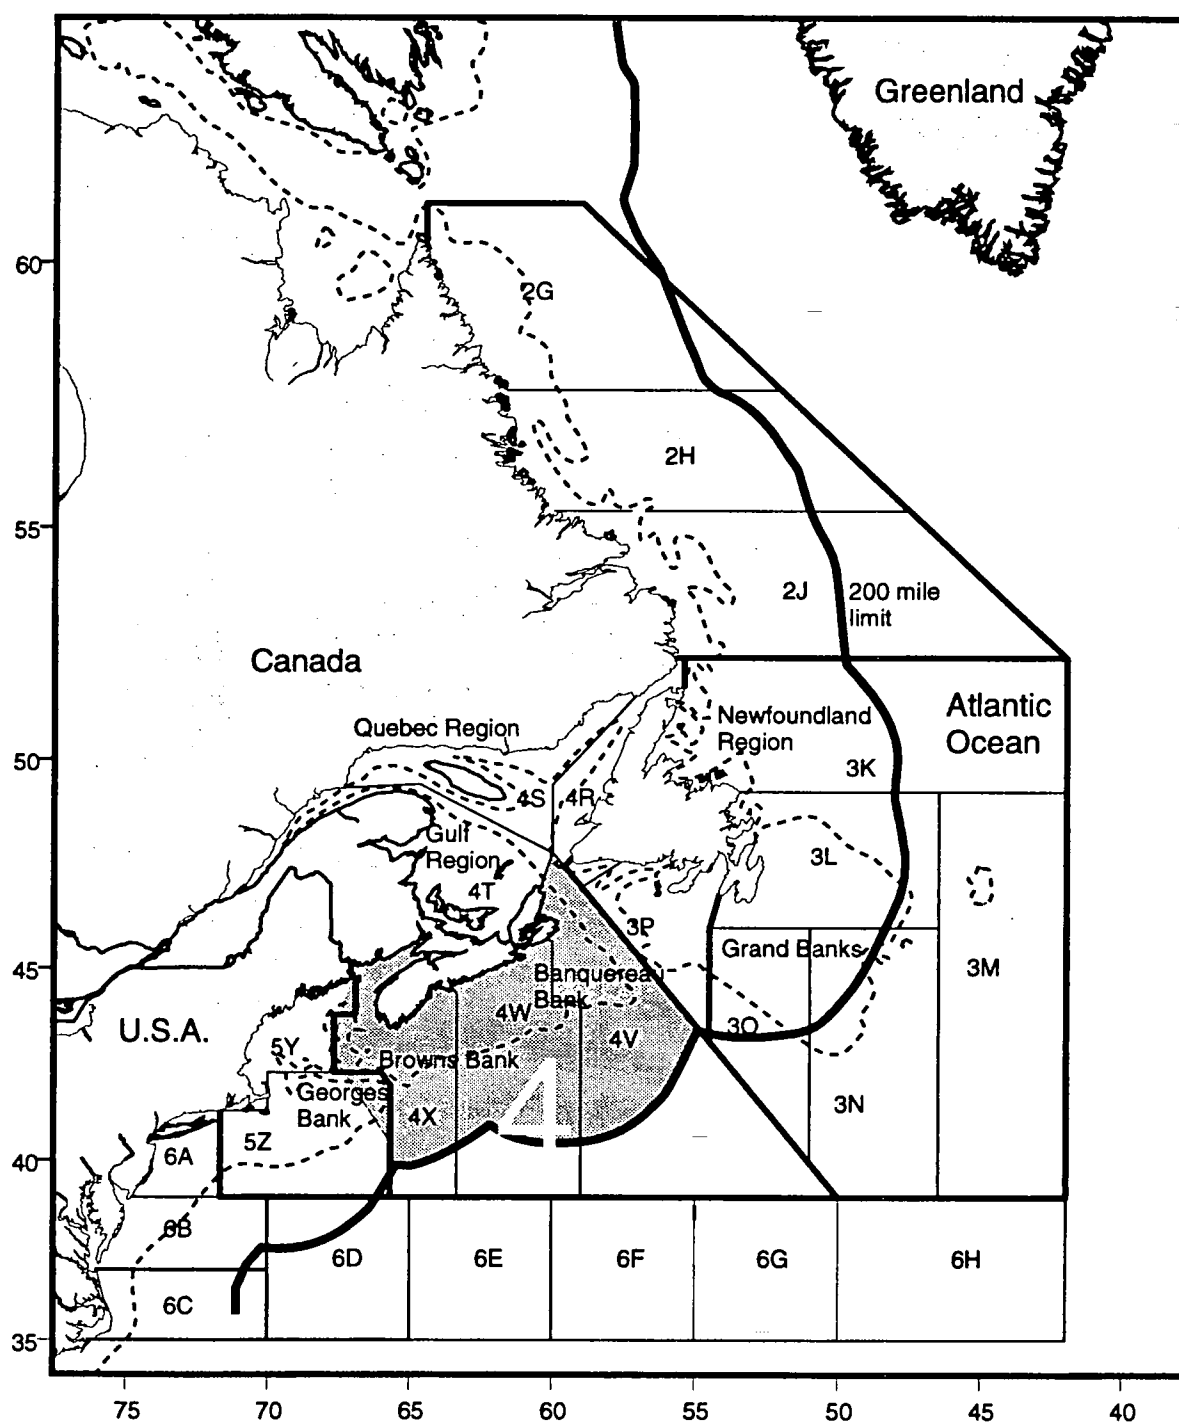 Greenland
60
2G
2H
55
2J
200 mile
limit
Canada
Quebec Region
Newfoundland
Region
Atlantic
Ocean
50
3K
4S
4R
Gulf
Region
3L
4T
3P
Grand Banks
45
3M
Banquereau
Bank
4W
3O
U.S.A.
4V
5Y
Browns Bank
4
Georges
Bank
4X
3N
5Z
40
6A
6B
6D
6E
6F
6G
6H
6C
35
75
70
65
60
55
50
45
40